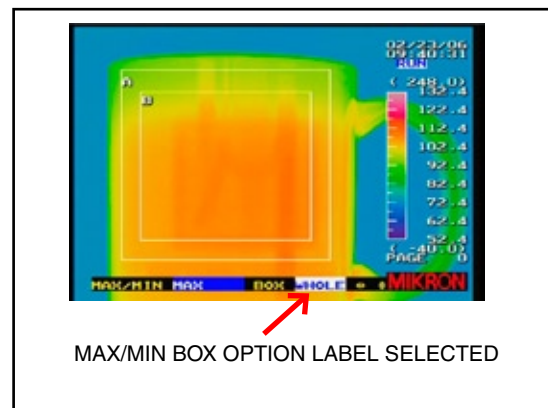 02/23/06
09:40:31
RUN
( 248.0)
132.4
122.4
112.4
102.4
92.4
82.4
72.4
62.4
52.4
( -40.0)
PAGE 0
A
B
MAX/MIN MAX BOX WHOLE
MIKRON
MAX/MIN BOX OPTION LABEL SELECTED